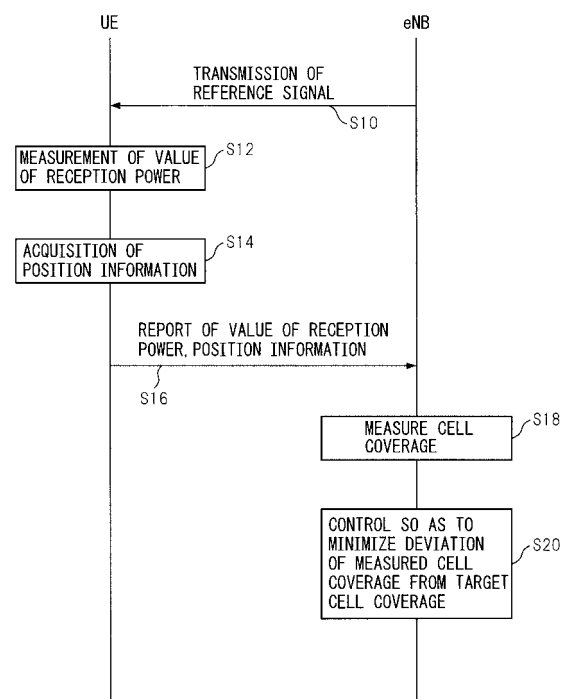 UE
eNB
TRANSMISSION OF
REFERENCE SIGNAL
S10
MEASUREMENT OF VALUE
OF RECEPTION POWER
S12
ACQUISITION OF
POSITION INFORMATION
S14
REPORT OF VALUE OF RECEPTION
POWER, POSITION INFORMATION
S16
MEASURE CELL
COVERAGE
S18
CONTROL SO AS TO
MINIMIZE DEVIATION
OF MEASURED CELL
COVERAGE FROM TARGET
CELL COVERAGE
S20